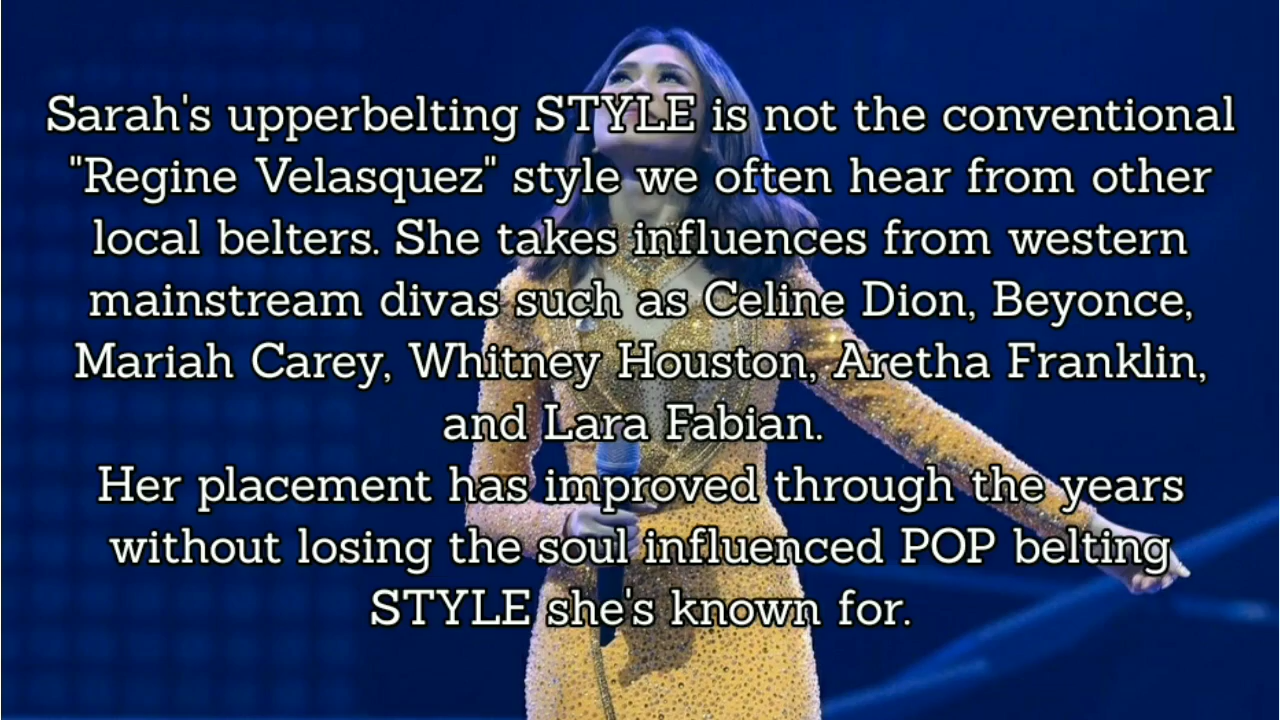 Sarah's upperbelting STYLE is not the conventional
"Regine Velasquez" style we often hear from other
local belters. She takes influences from western
mainstream divas such as Celine Dion, Beyonce,
Mariah Carey, Whitney Houston, Aretha Franklin,
and Lara Fabian.
Her placement has improved through the years
without losing the soul influenced POP belting
STYLE she's known for.